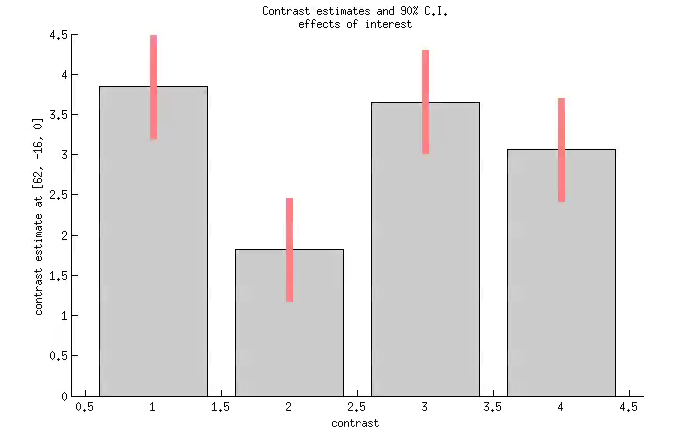 Contrast estimates and 90% C.I.
effects of interest
contrast estimate at [62, -16, 0]
4.5
4
3.5
3
2.5
2
1.5
1
0.5
0
0.5 1 1.5 2 2.5 3 3.5 4 4.5
contrast